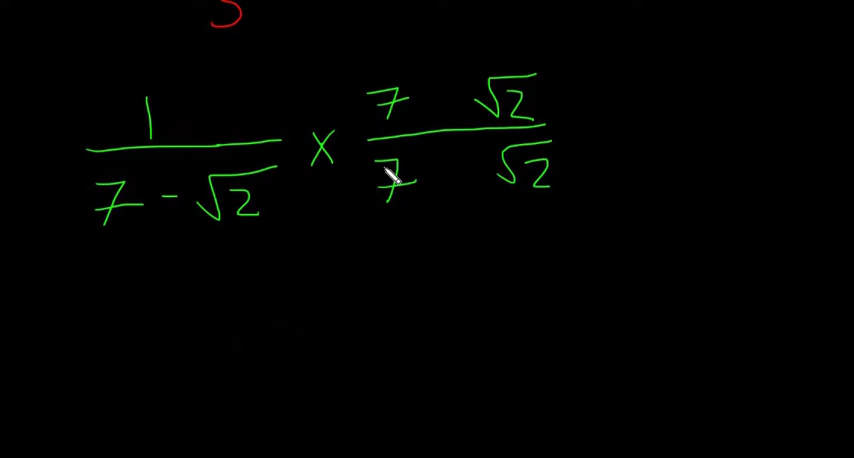 1 / (7 - √2) × (7 √2) / (7 √2)